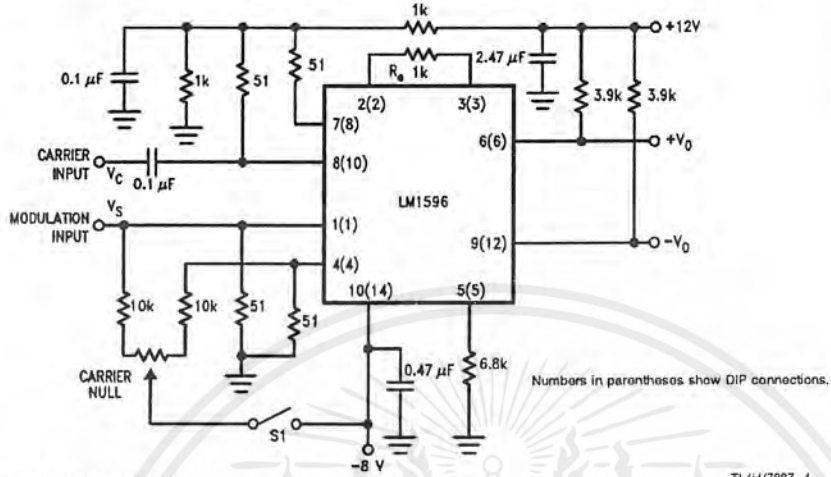 1k
+12V
0.1 μF
1k
51
51
Re 1k
2.47 μF
3.9k
3.9k
2(2)
3(3)
7(8)
6(6)
+VO
CARRIER
INPUT
VC
0.1 μF
8(10)
LM1596
MODULATION
INPUT
VS
1(1)
9(12)
-VO
4(4)
10(14)
5(5)
10k
10k
51
51
CARRIER
NULL
0.47 μF
6.8k
Numbers in parentheses show DIP connections.
S1
-8 V